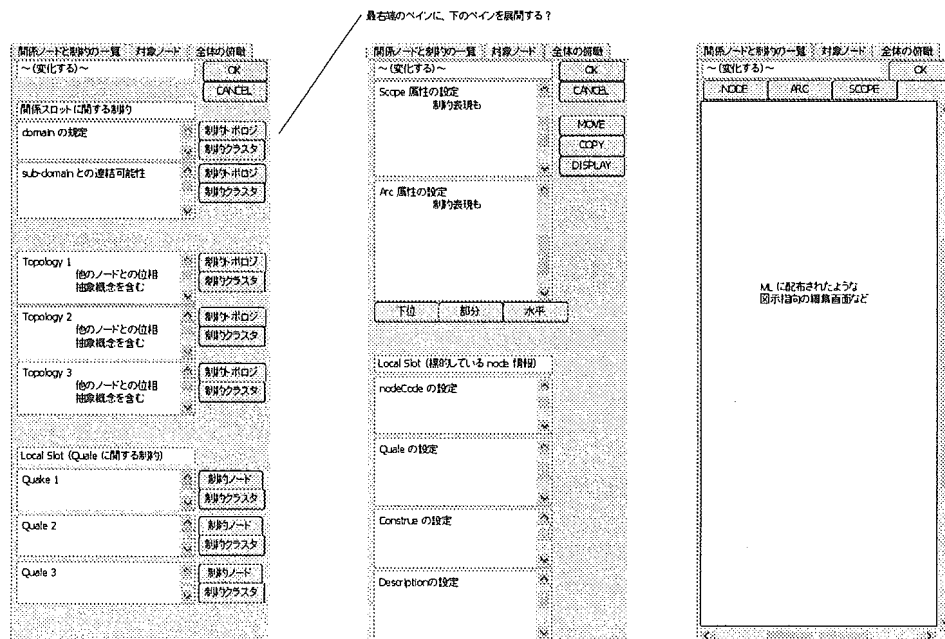 最右端のペインに、下のペインを展開する？
関係ノードと制約の一覧 対象ノード 全体の俯瞰
～(変化する)～ OK
CANCEL
関係スロットに関する制約
domain の規定
制約トポロジ
制約クラスタ
sub-domain との連結可能性
制約トポロジ
制約クラスタ
Topology 1
他のノードとの位相
抽象概念を含む
制約トポロジ
制約クラスタ
Topology 2
他のノードとの位相
抽象概念を含む
制約トポロジ
制約クラスタ
Topology 3
他のノードとの位相
抽象概念を含む
制約トポロジ
制約クラスタ
Local Slot (Quale に関する制約)
Quake 1
制約ノード
制約クラスタ
Quale 2
制約ノード
制約クラスタ
Quale 3
制約ノード
制約クラスタ
関係ノードと制約の一覧 対象ノード 全体の俯瞰
～(変化する)～ OK
CANCEL
Scope 属性の設定
制約表現も
MOVE
COPY
DISPLAY
Arc 属性の設定
制約表現も
下位 部分 水平
Local Slot (標的している node 情報)
nodeCode の設定
Quale の設定
Construe の設定
Descriptionの設定
関係ノードと制約の一覧 対象ノード 全体の俯瞰
～(変化する)～ OK
NODE ARC SCOPE
ML に配布されたような
図示指向の編集画面など